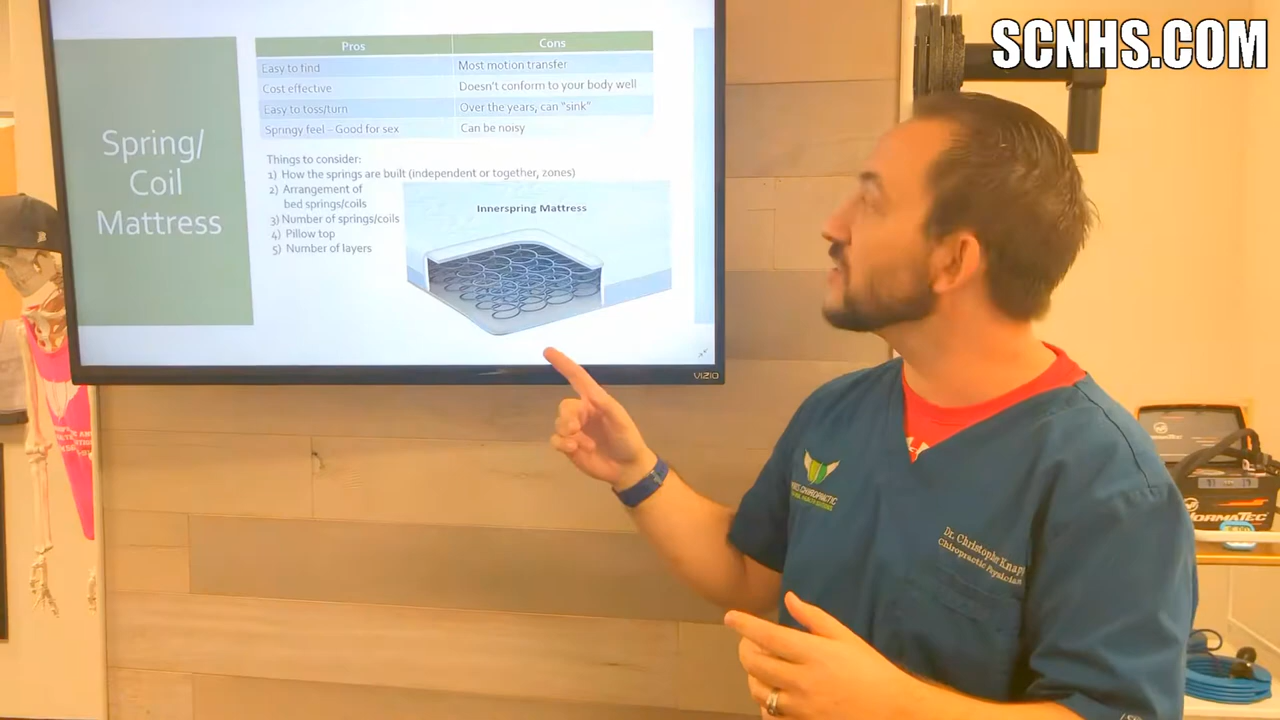 SCNHS.COM
Spring/
Coil
Mattress
Pros Cons
Easy to find Most motion transfer
Cost effective Doesn't conform to your body well
Easy to toss/turn Over the years, can "sink"
Springy feel – Good for sex Can be noisy
Things to consider:
1) How the springs are built (independent or together, zones)
2) Arrangement of
bed springs/coils
3) Number of springs/coils
4) Pillow top
5) Number of layers
Innerspring Mattress
VIZIO
CHIROPRACTIC
Dr. Christopher Knapp
Chiropractic Physician
NORMATEC
NORMATEC